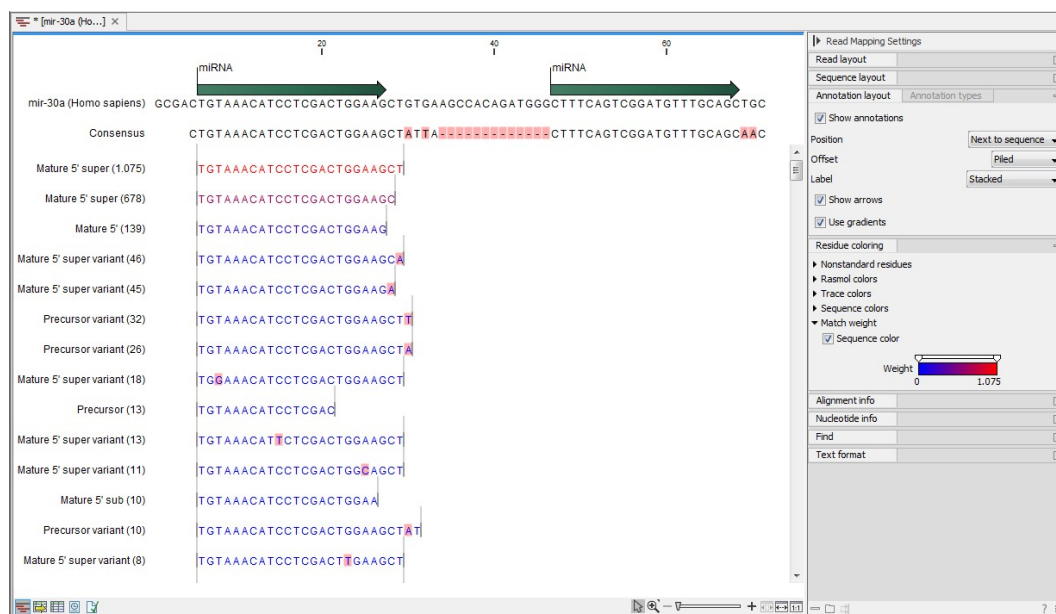 * [mir-30a (Ho...]
20
40
60
miRNA
miRNA
mir-30a (Homo sapiens) GCGACTGTAAACATCCTCGACTGGAAGCTGTGAAGCCACAGATGGGCTTTCAGTCGGATGTTTGCAGCTGC
Consensus CTGTAAACATCCTCGACTGGAAGCTATTA-------------CTTTCAGTCGGATGTTTGCAGCAAC
Mature 5' super (1.075) TGTAAACATCCTCGACTGGAAGCT
Mature 5' super (678) TGTAAACATCCTCGACTGGAAGC
Mature 5' (139) TGTAAACATCCTCGACTGGAAG
Mature 5' super variant (46) TGTAAACATCCTCGACTGGAAGCA
Mature 5' super variant (45) TGTAAACATCCTCGACTGGAAGA
Precursor variant (32) TGTAAACATCCTCGACTGGAAGCTT
Precursor variant (26) TGTAAACATCCTCGACTGGAAGCTA
Mature 5' super variant (18) TGGAAACATCCTCGACTGGAAGCT
Precursor (13) TGTAAACATCCTCGAC
Mature 5' super variant (13) TGTAAACATTCTCGACTGGAAGCT
Mature 5' super variant (11) TGTAAACATCCTCGACTGGCAGCT
Mature 5' sub (10) TGTAAACATCCTCGACTGGAA
Precursor variant (10) TGTAAACATCCTCGACTGGAAGCTAT
Mature 5' super variant (8) TGTAAACATCCTCGACTTGAAGCT
Read Mapping Settings
Read layout
Sequence layout
Annotation layout Annotation types
Show annotations
Position Next to sequence
Offset Piled
Label Stacked
Show arrows
Use gradients
Residue coloring
Nonstandard residues
Rasmol colors
Trace colors
Sequence colors
Match weight
Sequence color
Weight
0 1.075
Alignment info
Nucleotide info
Find
Text format
1:1
?